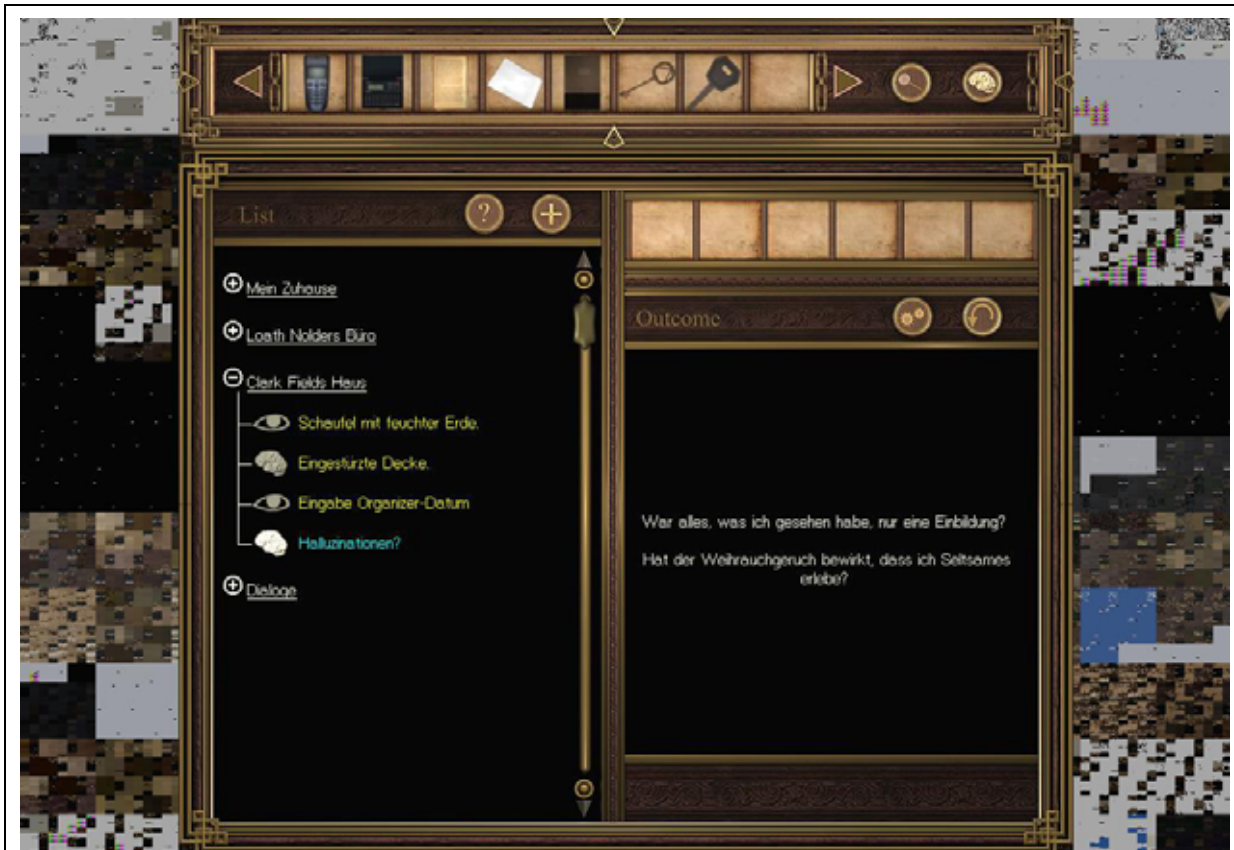 List
?
Mein Zuhause
Loath Nolders Büro
Clark Fields Haus
Schaufel mit feuchter Erde.
Eingestürzte Decke.
Eingabe Organizer-Datum
Halluzinationen?
Dialoge
Outcome
War alles, was ich gesehen habe, nur eine Einbildung?
Hat der Weihrauchgeruch bewirkt, dass ich Seltsames
erlebe?